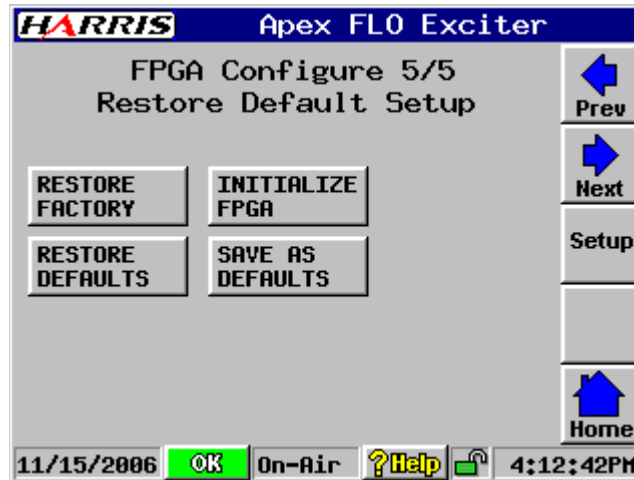 HARRIS Apex FLO Exciter
FPGA Configure 5/5
Restore Default Setup
Prev
Next
RESTORE FACTORY
INITIALIZE FPGA
Setup
RESTORE DEFAULTS
SAVE AS DEFAULTS
Home
11/15/2006 OK On-Air ?Help 4:12:42PM